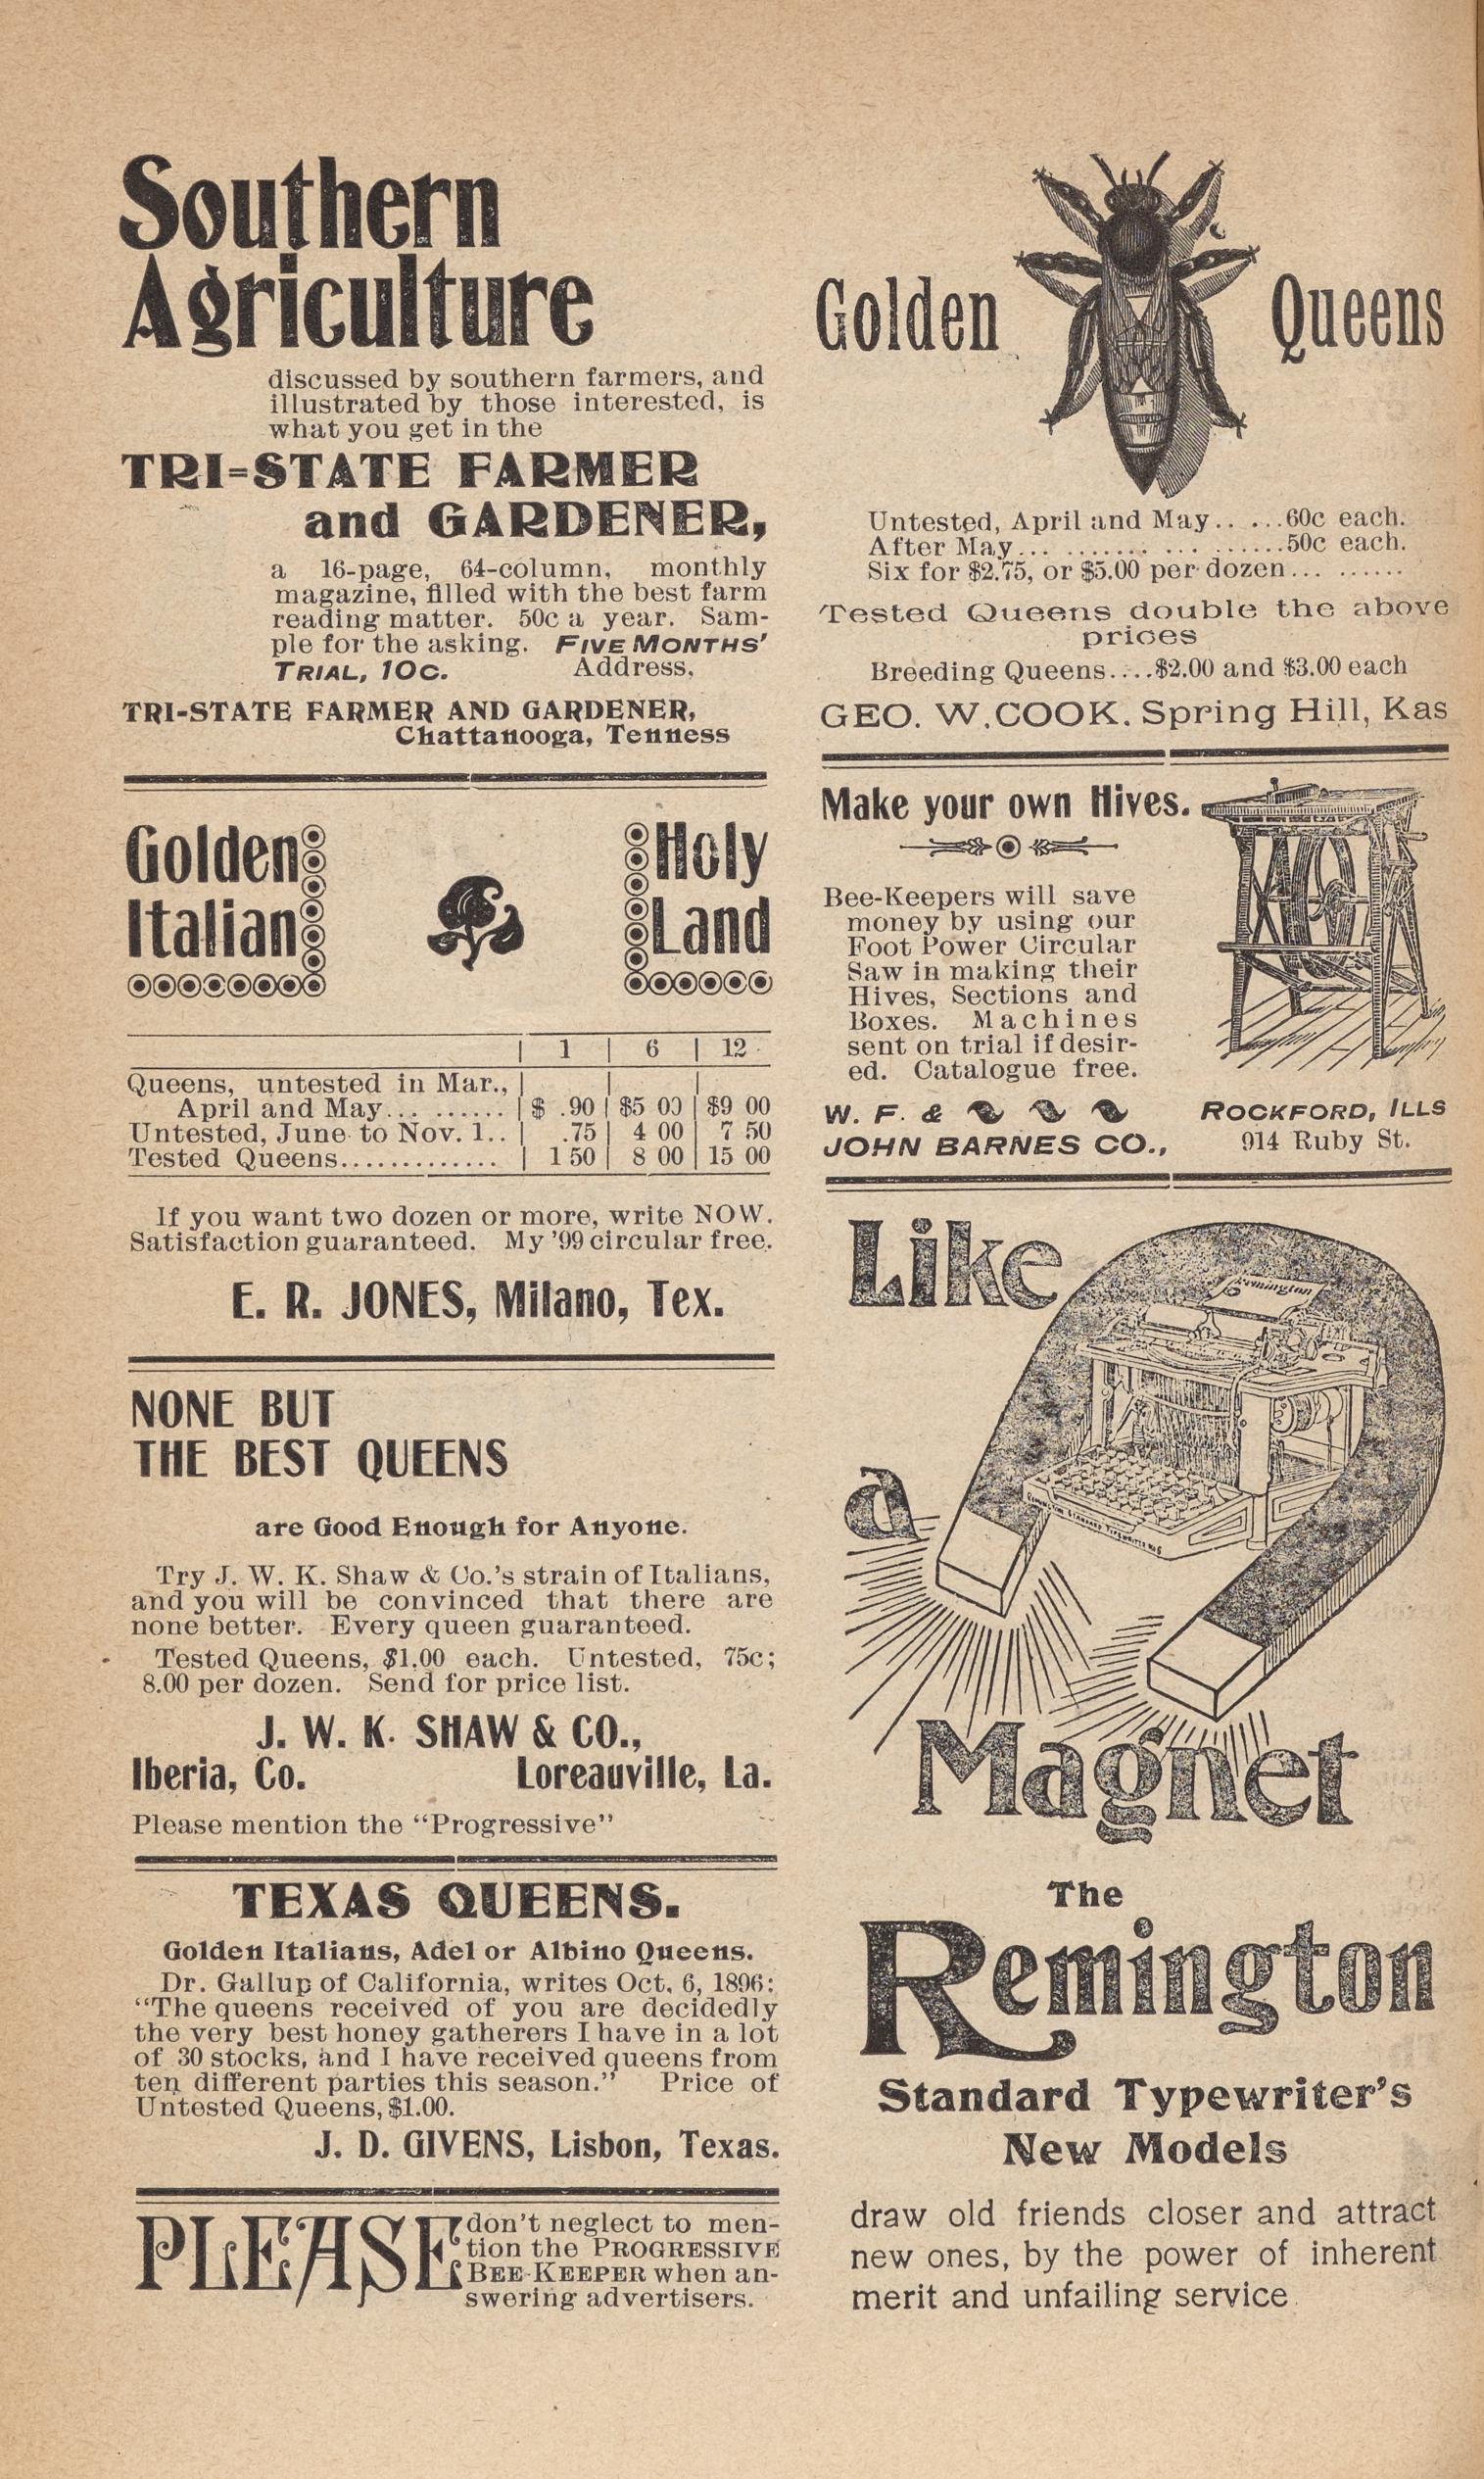 Southern
Agriculture
discussed by southern farmers, and
illustrated by those interested, is
what you get in the
TRI=STATE FARMER
and GARDENER,
a 16-page, 64-column, monthly
magazine, filled with the best farm
reading matter. 50c a year. Sam-
ple for the asking. FIVE MONTHS'
TRIAL, 10C. Address,
TRI-STATE FARMER AND GARDENER,
Chattanooga, Tenness
Golden
Italian
Holy
Land
| 1 | 6 | 12
Queens, untested in Mar., | | |
April and May... ...... | $ .90 | $5 00 | $9 00
Untested, June to Nov. 1.. | .75 | 4 00 | 7 50
Tested Queens............. | 1 50 | 8 00 | 15 00
If you want two dozen or more, write NOW.
Satisfaction guaranteed. My '99 circular free.
E. R. JONES, Milano, Tex.
NONE BUT
THE BEST QUEENS
are Good Enough for Anyone.
Try J. W. K. Shaw & Co.'s strain of Italians,
and you will be convinced that there are
none better. Every queen guaranteed.
Tested Queens, $1.00 each. Untested, 75c;
8.00 per dozen. Send for price list.
J. W. K. SHAW & CO.,
Iberia, Co. Loreauville, La.
Please mention the "Progressive"
TEXAS QUEENS.
Golden Italians, Adel or Albino Queens.
Dr. Gallup of California, writes Oct. 6, 1896:
"The queens received of you are decidedly
the very best honey gatherers I have in a lot
of 30 stocks, and I have received queens from
ten different parties this season." Price of
Untested Queens, $1.00.
J. D. GIVENS, Lisbon, Texas.
PLEASE don't neglect to men-
tion the PROGRESSIVE
BEE-KEEPER when an-
swering advertisers.
Golden Queens
Untested, April and May.. ...60c each.
After May... ....... ... ......50c each.
Six for $2.75, or $5.00 per dozen... ......
Tested Queens double the above
prices
Breeding Queens....$2.00 and $3.00 each
GEO. W. COOK. Spring Hill, Kas
Make your own Hives.
Bee-Keepers will save
money by using our
Foot Power Circular
Saw in making their
Hives, Sections and
Boxes. Machines
sent on trial if desir-
ed. Catalogue free.
W. F. & ROCKFORD, ILLS
JOHN BARNES CO., 914 Ruby St.
Like
Remington
a
Remington Standard Typewriter No 6
Magnet
The
Remington
Standard Typewriter's
New Models
draw old friends closer and attract
new ones, by the power of inherent
merit and unfailing service.